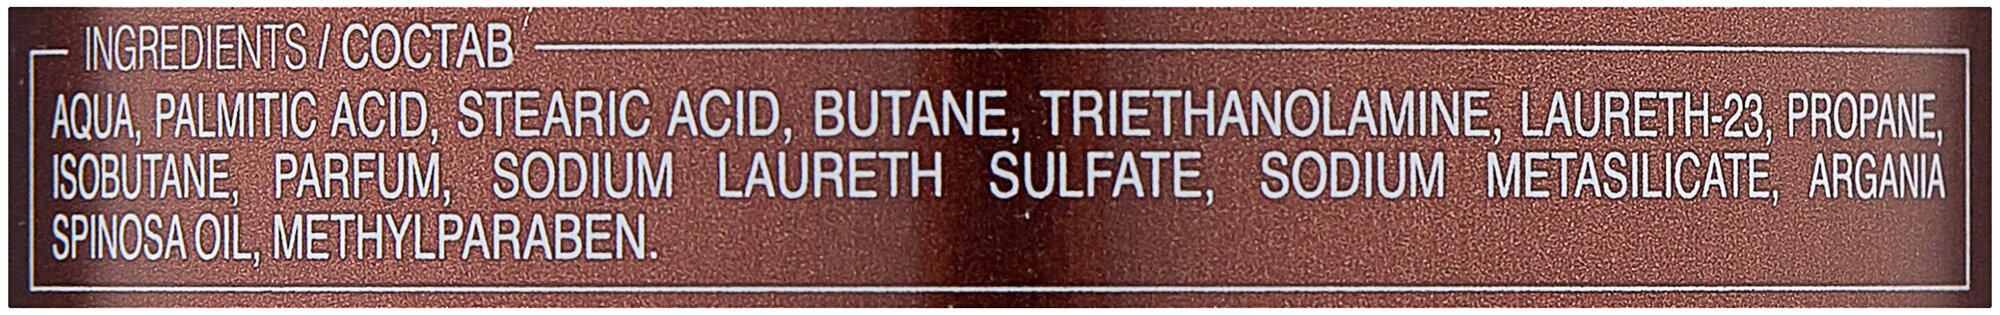 INGREDIENTS / СОСТАВ
AQUA, PALMITIC ACID, STEARIC ACID, BUTANE, TRIETHANOLAMINE, LAURETH-23, PROPANE,
ISOBUTANE, PARFUM, SODIUM LAURETH SULFATE, SODIUM METASILICATE, ARGANIA
SPINOSA OIL, METHYLPARABEN.